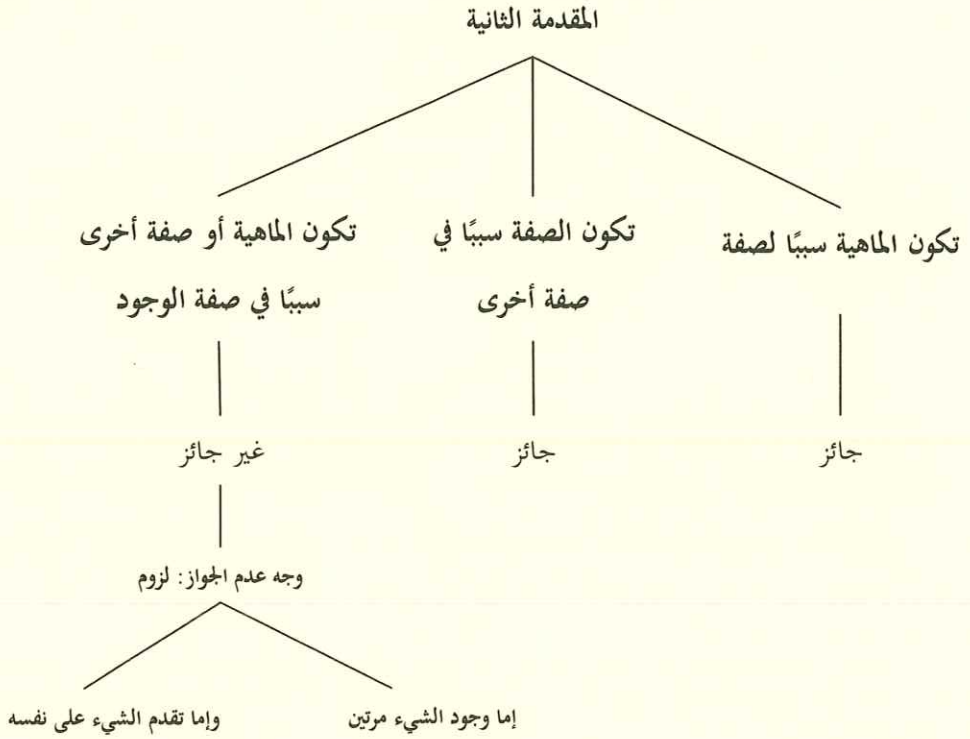 المقدمة الثانية
تكون الماهية سببًا لصفة
تكون الصفة سببًا في
صفة أخرى
تكون الماهية أو صفة أخرى
سببًا في صفة الوجود
جائز
جائز
غير جائز
وجه عدم الجواز: لزوم
إما وجود الشيء مرتين
وإما تقدم الشيء على نفسه